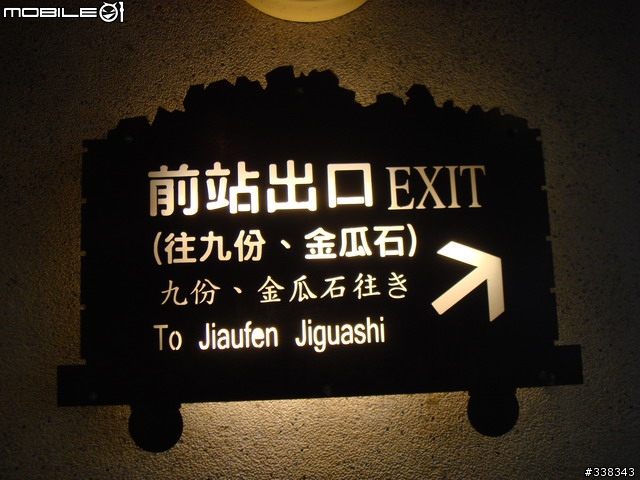 MOBILE01
前站出口 EXIT
(往九份、金瓜石)
九份、金瓜石往き
To Jiaufen Jiguashi
#338343